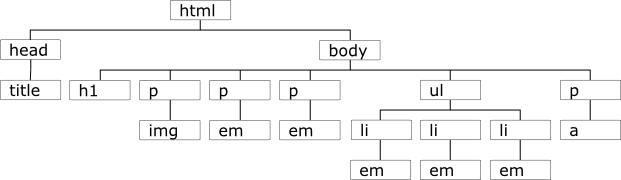 html
head body
title h1 p p p ul p
img em em li li li a
em em em